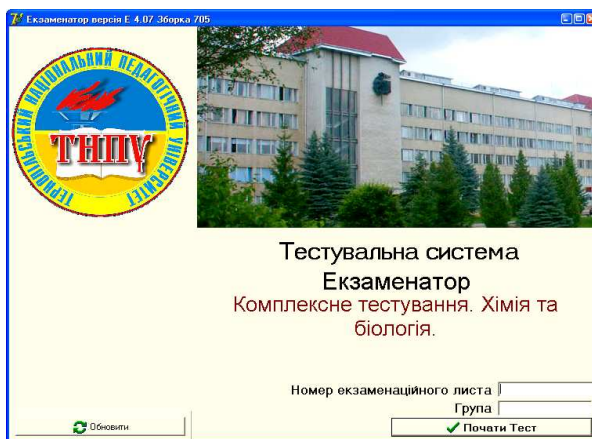 Екзаменатор версія Е 4.07 Зборка 705
ТЕРНОПІЛЬСЬКИЙ НАЦІОНАЛЬНИЙ ПЕДАГОГІЧНИЙ УНІВЕРСИТЕТ
ТНПУ
Тестувальна система
Екзаменатор
Комплексне тестування. Хімія та
біологія.
Номер екзаменаційного листа
Група
Обновити
Почати Тест